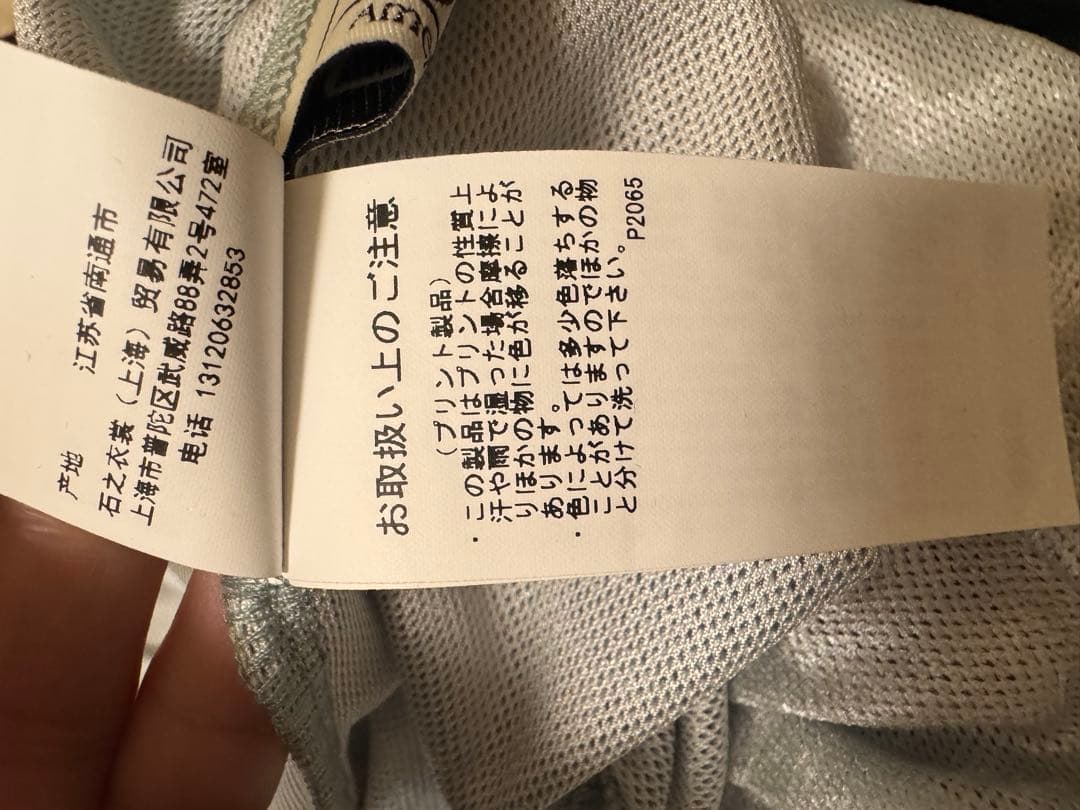 产地 江苏省南通市
石之衣裳（上海）贸易有限公司
上海市普陀区武威路88弄2号472室
电话 13120632853
お取扱い上のご注意
（プリント製品）
・この製品はプリントの性質上
汗や雨で湿った場合摩擦によ
りほかの物に色が移ることが
あります。
・色によっては多少色落ちする
ことがありますのでほかの物
と分けて洗って下さい。
P2065